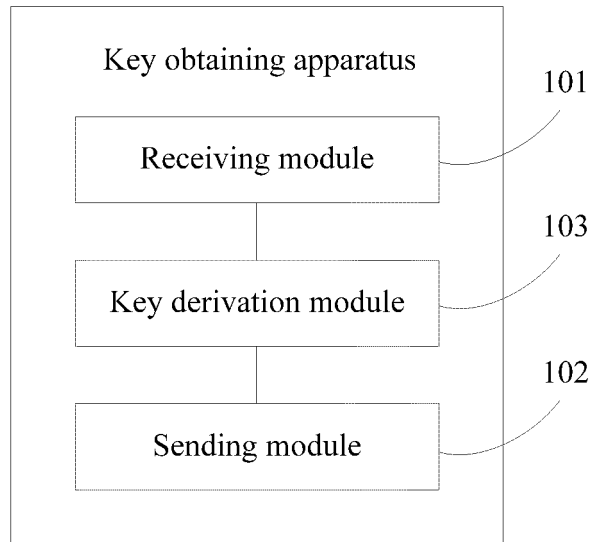 Key obtaining apparatus
101
Receiving module
103
Key derivation module
102
Sending module